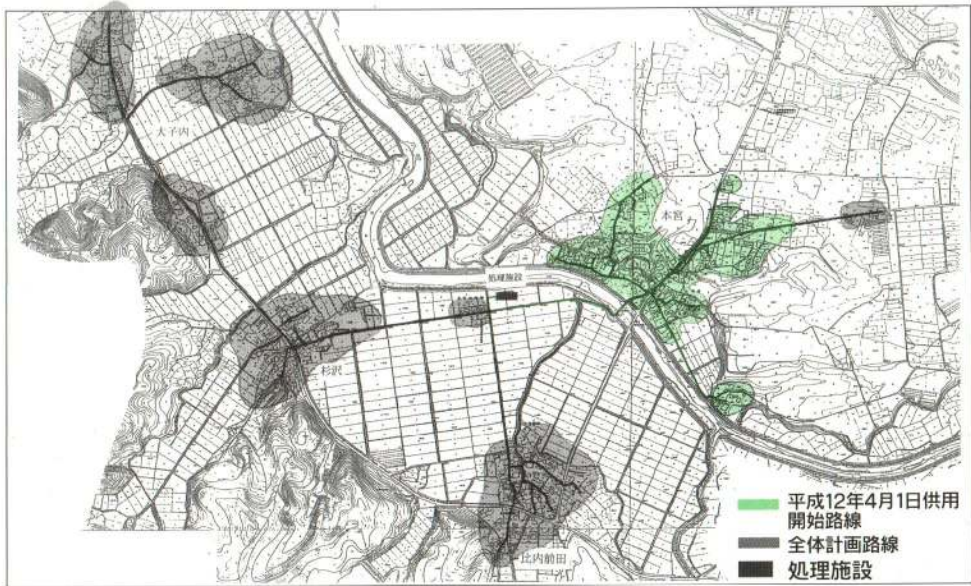 大子内
本宮
処理施設
杉沢
比内前田
平成12年4月1日供用
開始路線
全体計画路線
処理施設